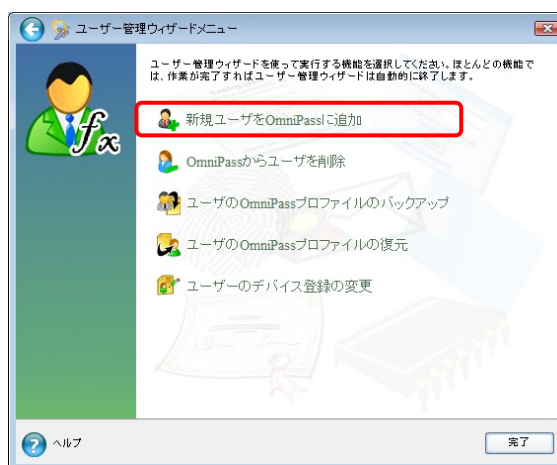 ユーザー管理ウィザードメニュー
ユーザー管理ウィザードを使って実行する機能を選択してください。ほとんどの機能で
は、作業が完了すればユーザー管理ウィザードは自動的に終了します。
fx
新規ユーザをOmniPassに追加
OmniPassからユーザを削除
ユーザのOmniPassプロファイルのバックアップ
ユーザのOmniPassプロファイルの復元
ユーザーのデバイス登録の変更
ヘルプ
完了